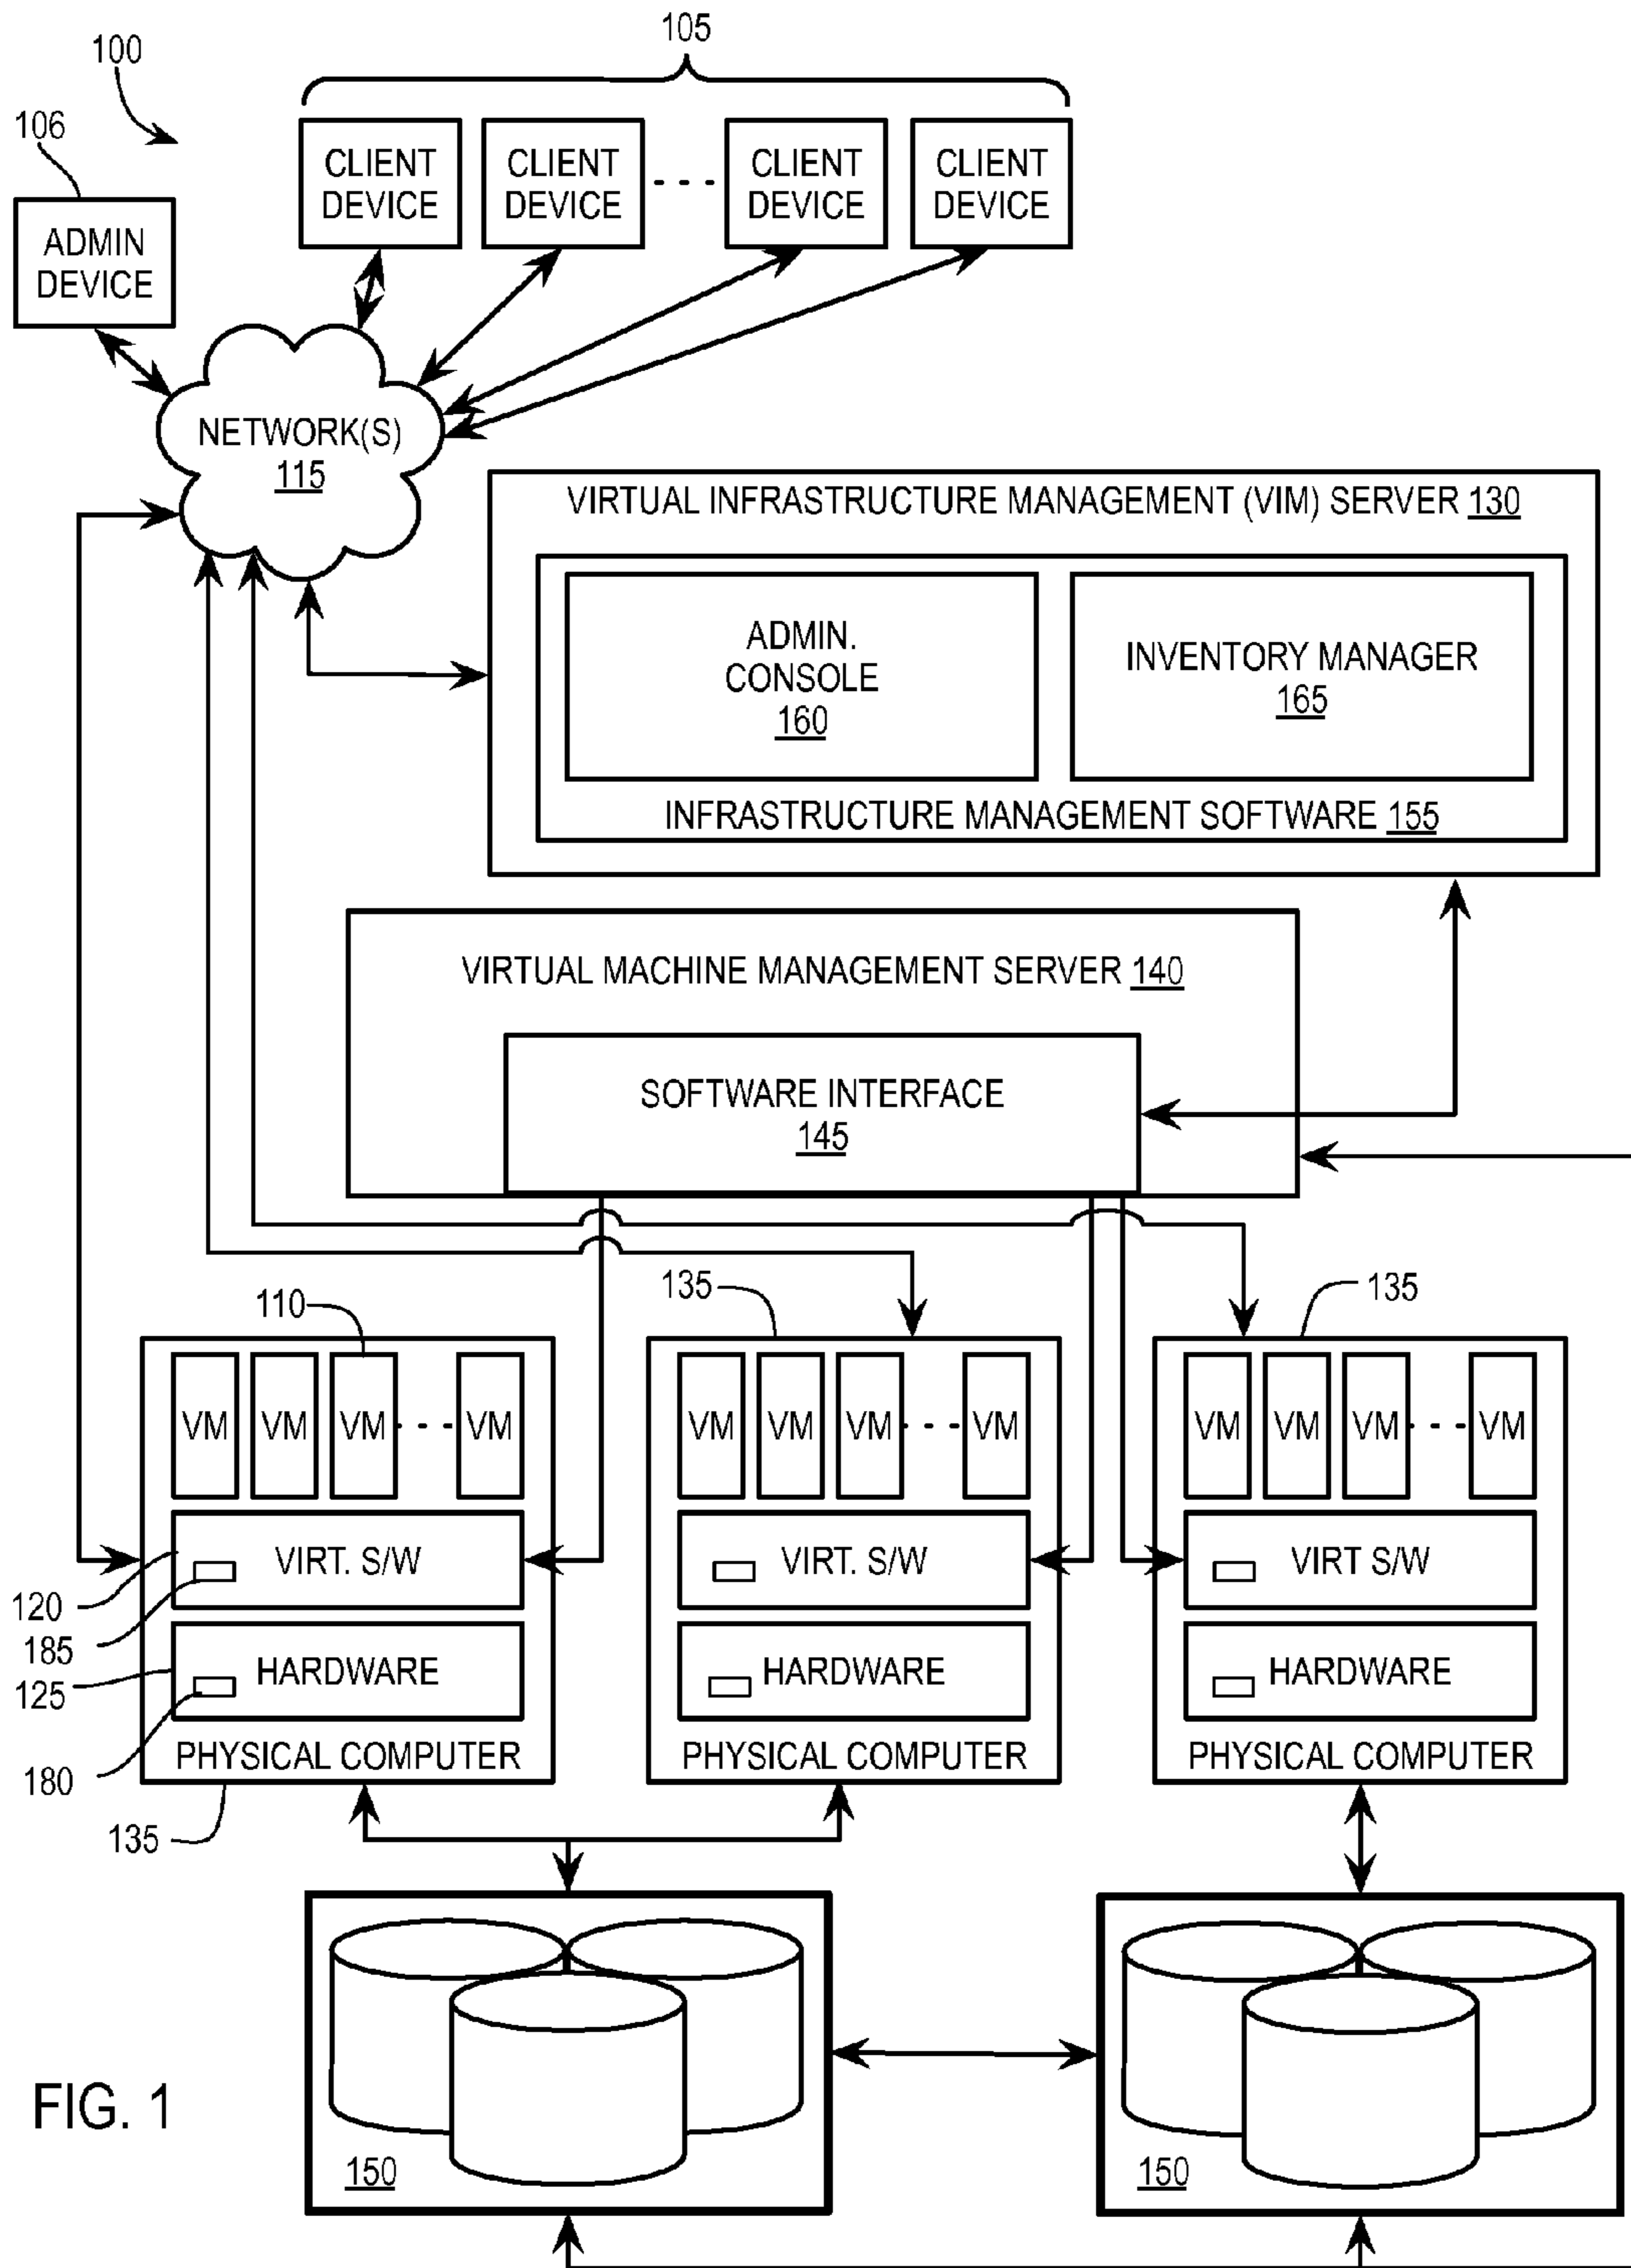 100
105
106
CLIENT
DEVICE
CLIENT
DEVICE
CLIENT
DEVICE
CLIENT
DEVICE
ADMIN
DEVICE
NETWORK(S)
115
VIRTUAL INFRASTRUCTURE MANAGEMENT (VIM) SERVER 130
ADMIN.
CONSOLE
160
INVENTORY MANAGER
165
INFRASTRUCTURE MANAGEMENT SOFTWARE 155
VIRTUAL MACHINE MANAGEMENT SERVER 140
SOFTWARE INTERFACE
145
110
135
135
VM VM VM VM
VM VM VM VM
VM VM VM VM
VIRT. S/W
VIRT. S/W
VIRT S/W
120
185
125
180
HARDWARE
HARDWARE
HARDWARE
PHYSICAL COMPUTER
PHYSICAL COMPUTER
PHYSICAL COMPUTER
135
150
150
FIG. 1